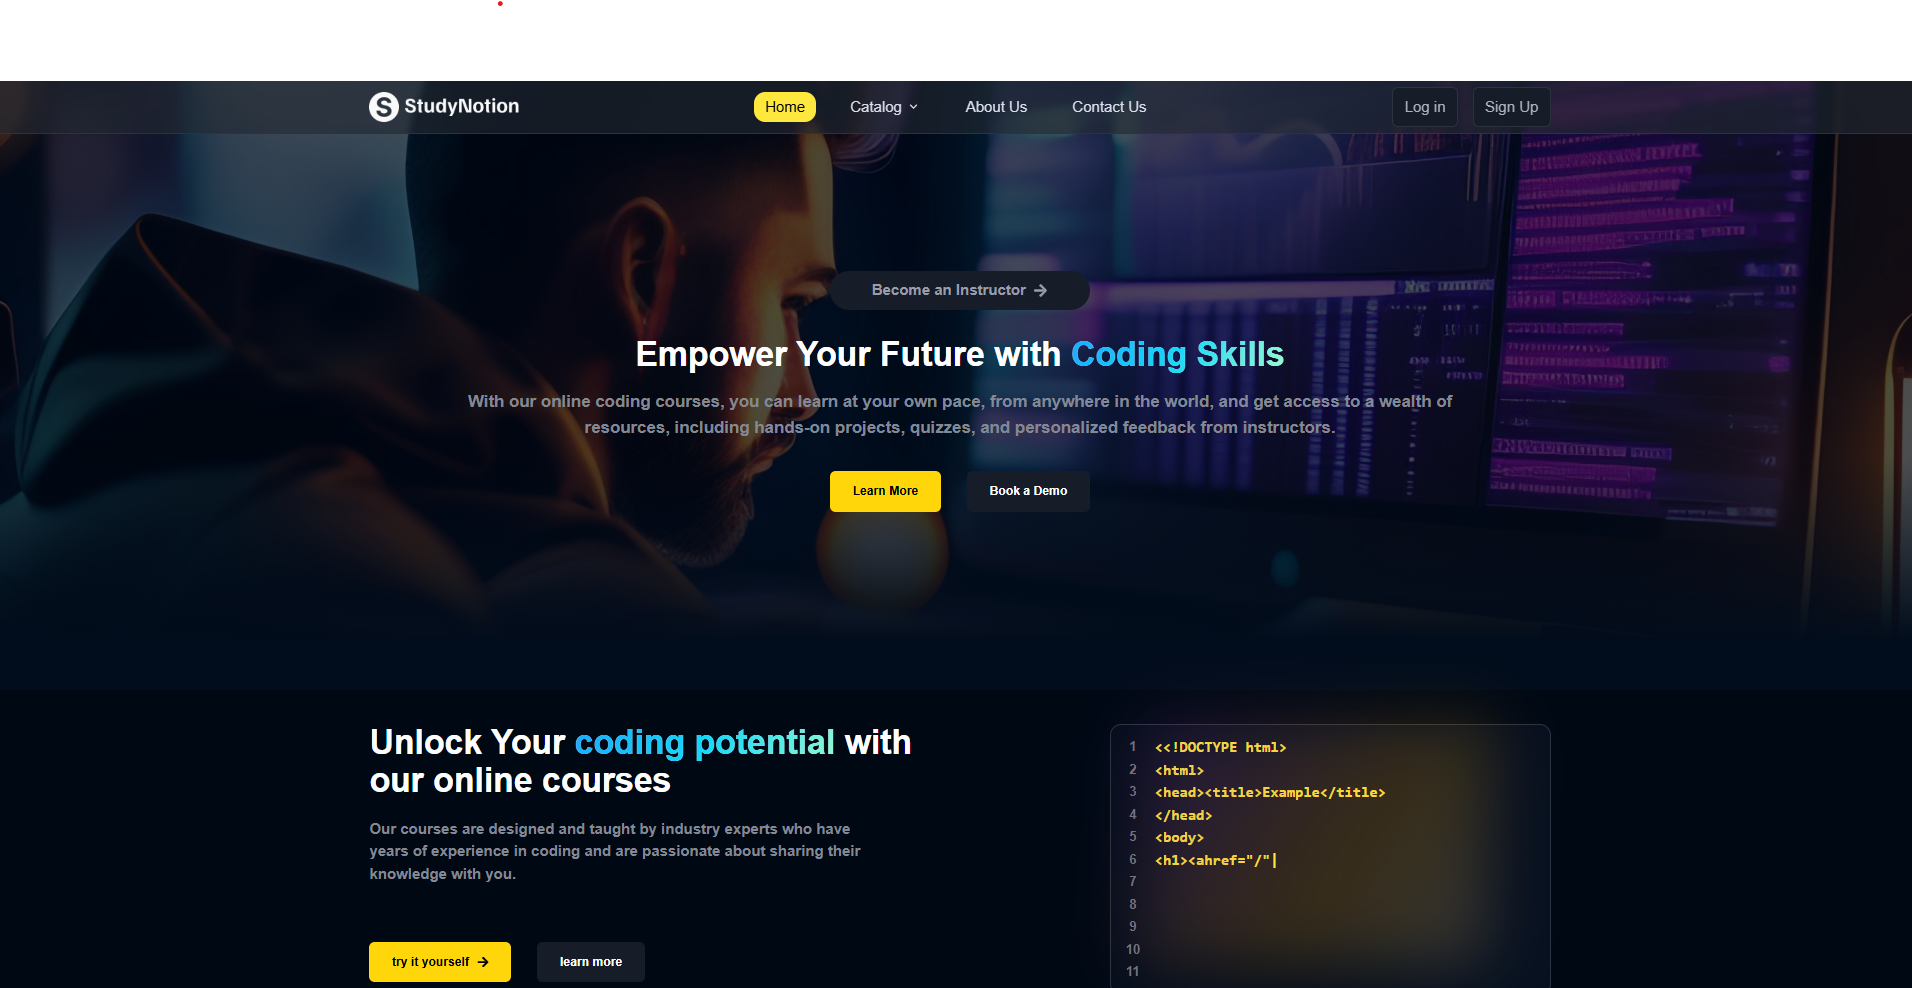 StudyNotion
Home
Catalog
About Us
Contact Us
Log in
Sign Up
Become an Instructor
Empower Your Future with Coding Skills
With our online coding courses, you can learn at your own pace, from anywhere in the world, and get access to a wealth of
resources, including hands-on projects, quizzes, and personalized feedback from instructors.
Learn More
Book a Demo
Unlock Your coding potential with
our online courses
Our courses are designed and taught by industry experts who have
years of experience in coding and are passionate about sharing their
knowledge with you.
try it yourself
learn more
1 <<!DOCTYPE html>
2 <html>
3 <head><title>Example</title>
4 </head>
5 <body>
6 <h1><ahref="/"|
7
8
9
10
11